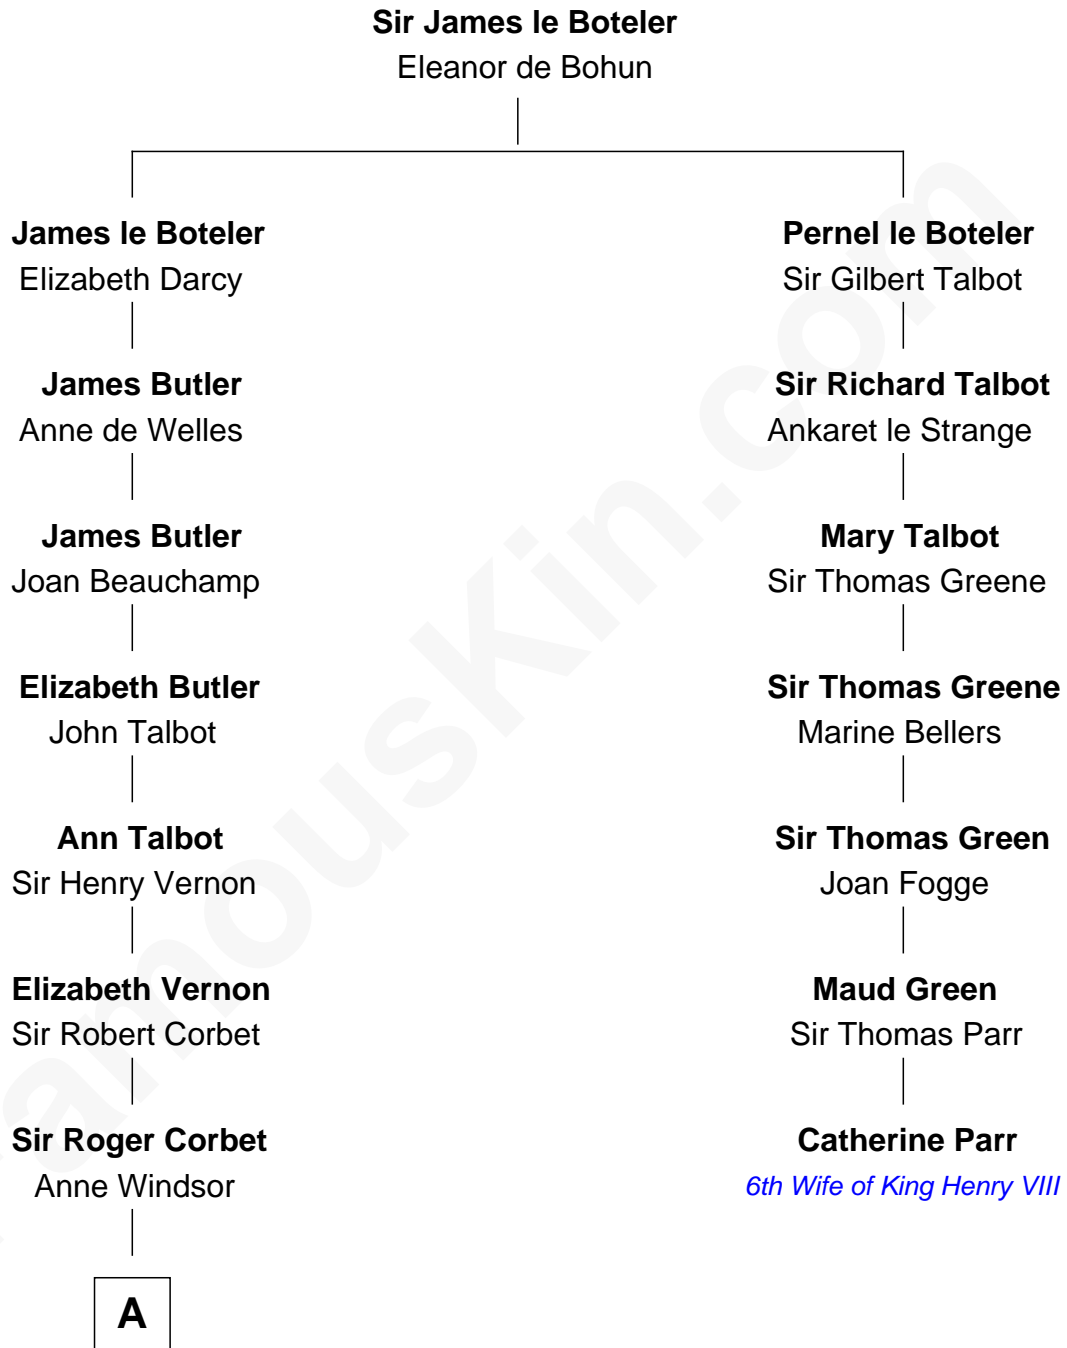 Sir James le Boteler
Eleanor de Bohun
James le Boteler
Elizabeth Darcy
James Butler
Anne de Welles
James Butler
Joan Beauchamp
Elizabeth Butler
John Talbot
Ann Talbot
Sir Henry Vernon
Elizabeth Vernon
Sir Robert Corbet
Sir Roger Corbet
Anne Windsor
A
Pernel le Boteler
Sir Gilbert Talbot
Sir Richard Talbot
Ankaret le Strange
Mary Talbot
Sir Thomas Greene
Sir Thomas Greene
Marine Bellers
Sir Thomas Green
Joan Fogge
Maud Green
Sir Thomas Parr
Catherine Parr
6th Wife of King Henry VIII
FamousKin.com